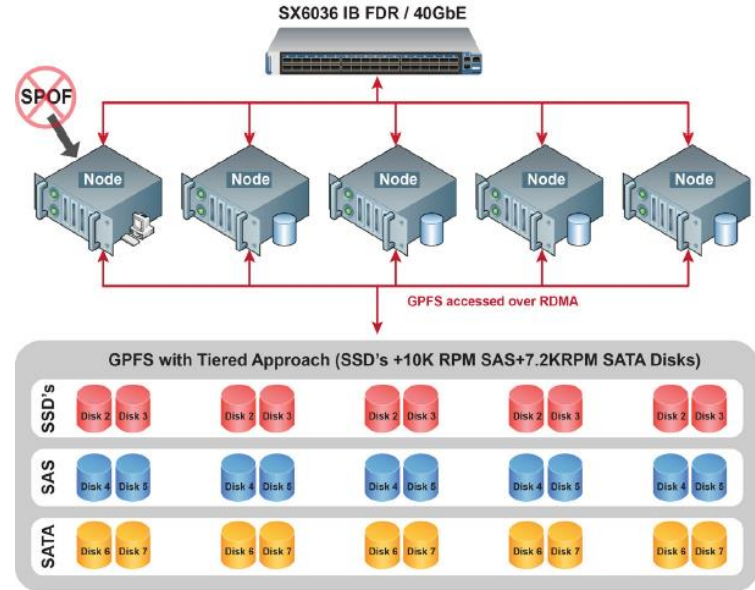 SX6036 IB FDR / 40GbE
SPOF
Node Node Node Node Node
GPFS accessed over RDMA
GPFS with Tiered Approach (SSD's +10K RPM SAS+7.2KRPM SATA Disks)
SSD's
Disk 2 Disk 3 Disk 2 Disk 3 Disk 2 Disk 3 Disk 2 Disk 3 Disk 2 Disk 3
SAS
Disk 4 Disk 5 Disk 4 Disk 5 Disk 4 Disk 5 Disk 4 Disk 5 Disk 4 Disk 5
SATA
Disk 6 Disk 7 Disk 6 Disk 7 Disk 6 Disk 7 Disk 6 Disk 7 Disk 6 Disk 7